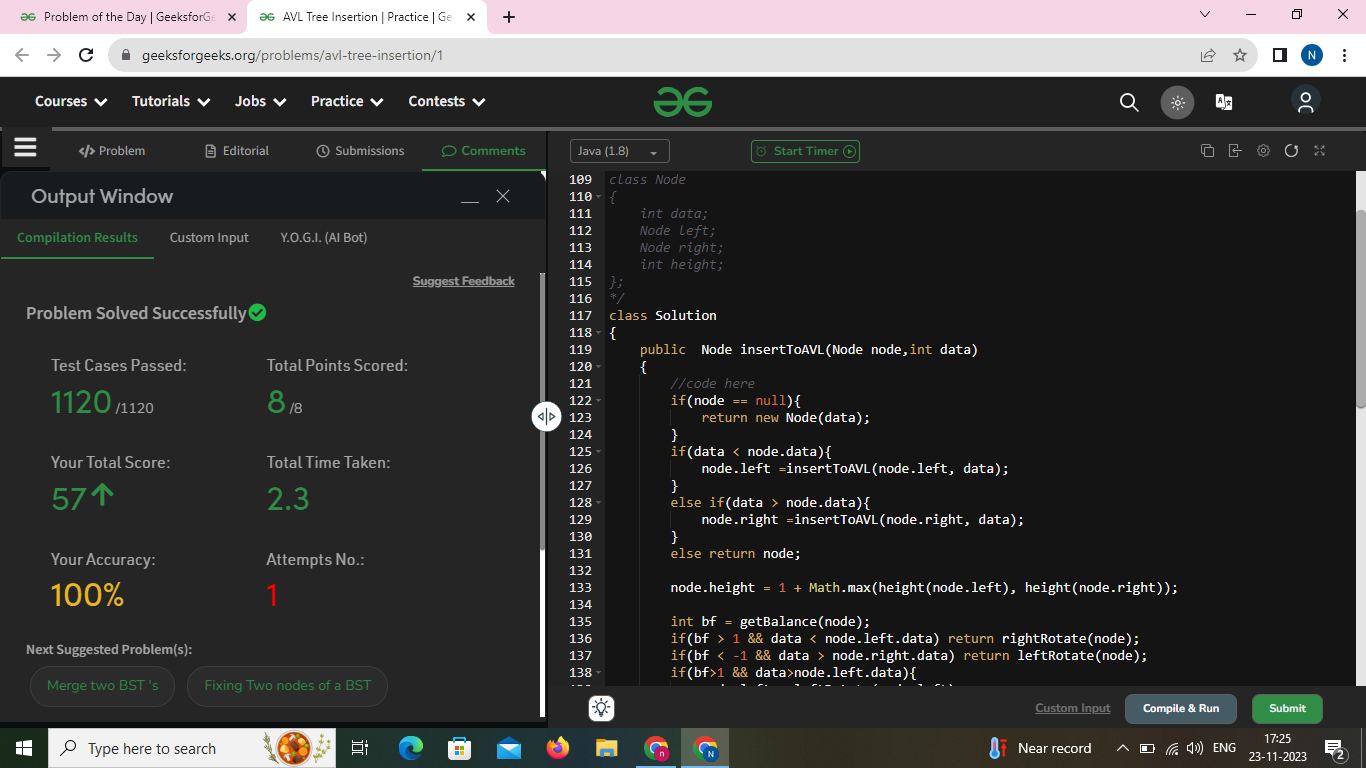 Problem of the Day | GeeksforGe
AVL Tree Insertion | Practice | Ge
geeksforgeeks.org/problems/avl-tree-insertion/1
N
Courses
Tutorials
Jobs
Practice
Contests
</> Problem
Editorial
Submissions
Comments
Java (1.8)
Start Timer
Output Window
Compilation Results
Custom Input
Y.O.G.I. (AI Bot)
Suggest Feedback
Problem Solved Successfully
Test Cases Passed:
1120 /1120
Total Points Scored:
8 /8
Your Total Score:
57
Total Time Taken:
2.3
Your Accuracy:
100%
Attempts No.:
1
Next Suggested Problem(s):
Merge two BST 's
Fixing Two nodes of a BST
109 class Node
110 {
111 int data;
112 Node left;
113 Node right;
114 int height;
115 };
116 */
117 class Solution
118 {
119 public  Node insertToAVL(Node node,int data)
120 {
121 //code here
122 if(node == null){
123 return new Node(data);
124 }
125 if(data < node.data){
126 node.left =insertToAVL(node.left, data);
127 }
128 else if(data > node.data){
129 node.right =insertToAVL(node.right, data);
130 }
131 else return node;
132
133 node.height = 1 + Math.max(height(node.left), height(node.right));
134
135 int bf = getBalance(node);
136 if(bf > 1 && data < node.left.data) return rightRotate(node);
137 if(bf < -1 && data > node.right.data) return leftRotate(node);
138 if(bf>1 && data>node.left.data){
Custom Input
Compile & Run
Submit
Type here to search
n
N
Near record
ENG
17:25
23-11-2023
2